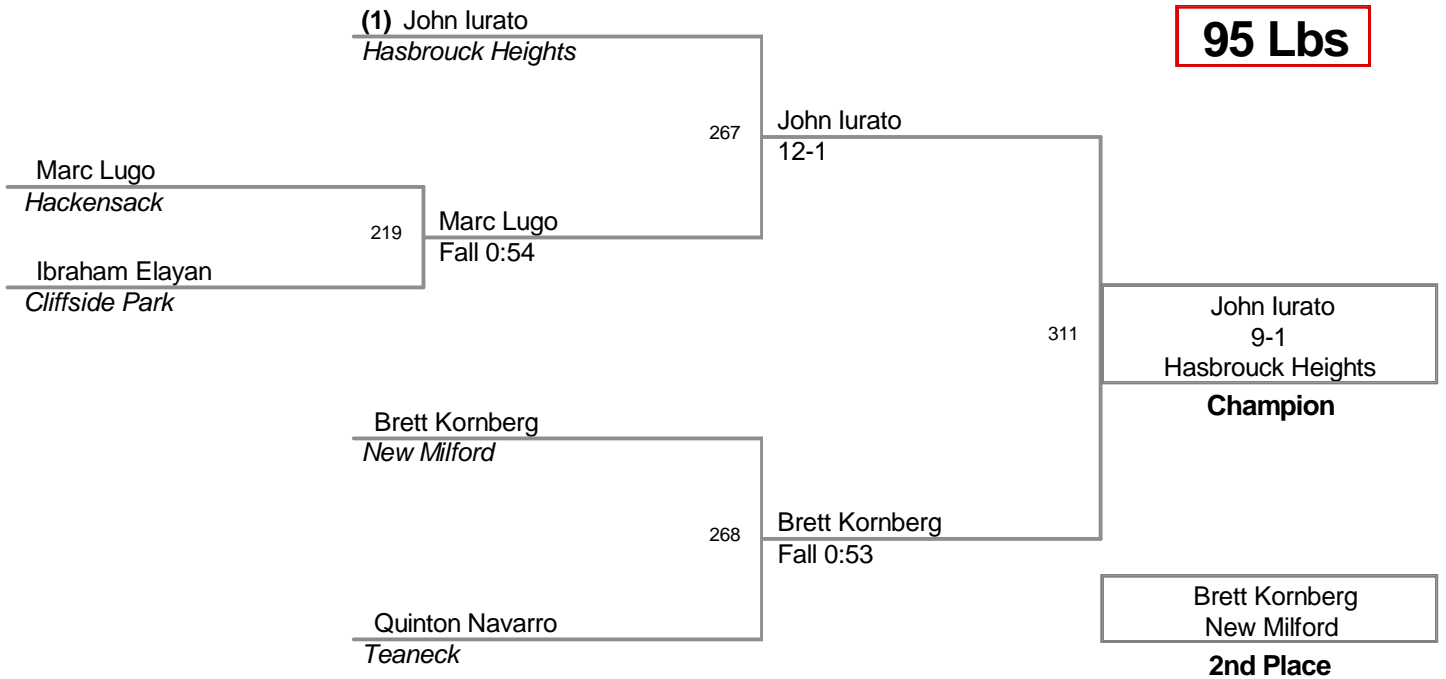 (1) John Iurato
Hasbrouck Heights
95 Lbs
267
John Iurato
12-1
Marc Lugo
Hackensack
219
Marc Lugo
Fall 0:54
Ibraham Elayan
Cliffside Park
311
John Iurato
9-1
Hasbrouck Heights
Champion
Brett Kornberg
New Milford
268
Brett Kornberg
Fall 0:53
Quinton Navarro
Teaneck
Brett Kornberg
New Milford
2nd Place